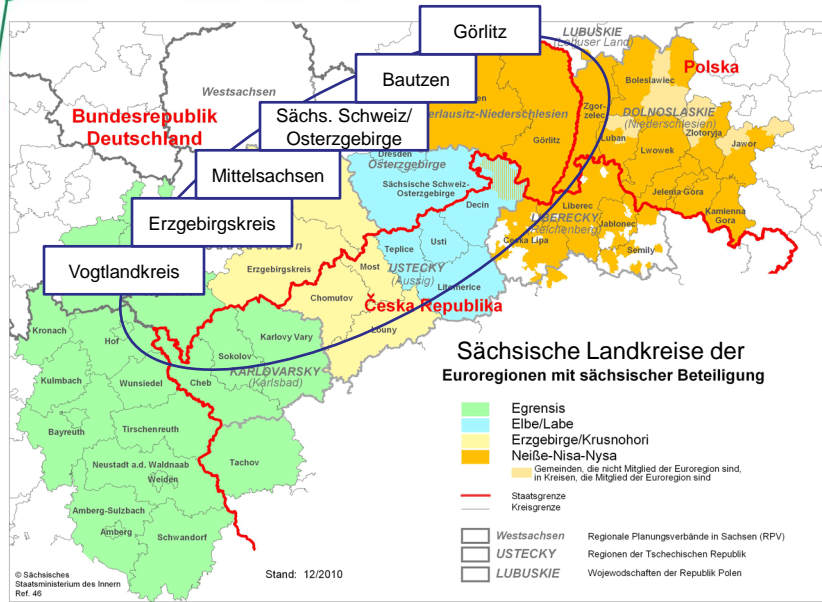 Görlitz
Bautzen
Sächs. Schweiz/
Osterzgebirge
Mittelsachsen
Erzgebirgskreis
Vogtlandkreis
LUBUSKIE
(Lebuser Land)
Polska
Westsachsen
Bundesrepublik
Deutschland
erlausitz-Niederschlesien
Görlitz
Boleslawiec
Zgor-
zelec
DOLNOSLASKIE
(Niederschlesien)
Zlotoryja
Luban
Lwowek
Jawor
Jelenia Gora
Kamienna
Gora
Dresden
Osterzgebirge
Sächsische Schweiz-
Osterzgebirge
Decin
Liberec
LIBERECKY
(Reichenberg)
Jablonec
Ceska Lipa
Semily
Teplice
Usti
USTECKY
(Aussig)
Litomerice
Erzgebirgskreis
Most
Chomutov
Louny
Česka Republika
Kronach
Hof
Karlovy Vary
Sokolov
KARLOVARSKY
(Karlsbad)
Cheb
Kulmbach
Wunsiedel
Bayreuth
Tirschenreuth
Neustadt a.d. Waldnaab
Weiden
Tachov
Amberg-Sulzbach
Amberg
Schwandorf
Sächsische Landkreise der
Euroregionen mit sächsischer Beteiligung
Egrensis
Elbe/Labe
Erzgebirge/Krusnohori
Neiße-Nisa-Nysa
Gemeinden, die nicht Mitglied der Euroregion sind,
in Kreisen, die Mitglied der Euroregion sind
Staatsgrenze
Kreisgrenze
Westsachsen Regionale Planungsverbände in Sachsen (RPV)
USTECKY Regionen der Tschechischen Republik
LUBUSKIE Wojewodschaften der Republik Polen
© Sächsisches
Staatsministerium des Innern
Ref. 46
Stand: 12/2010